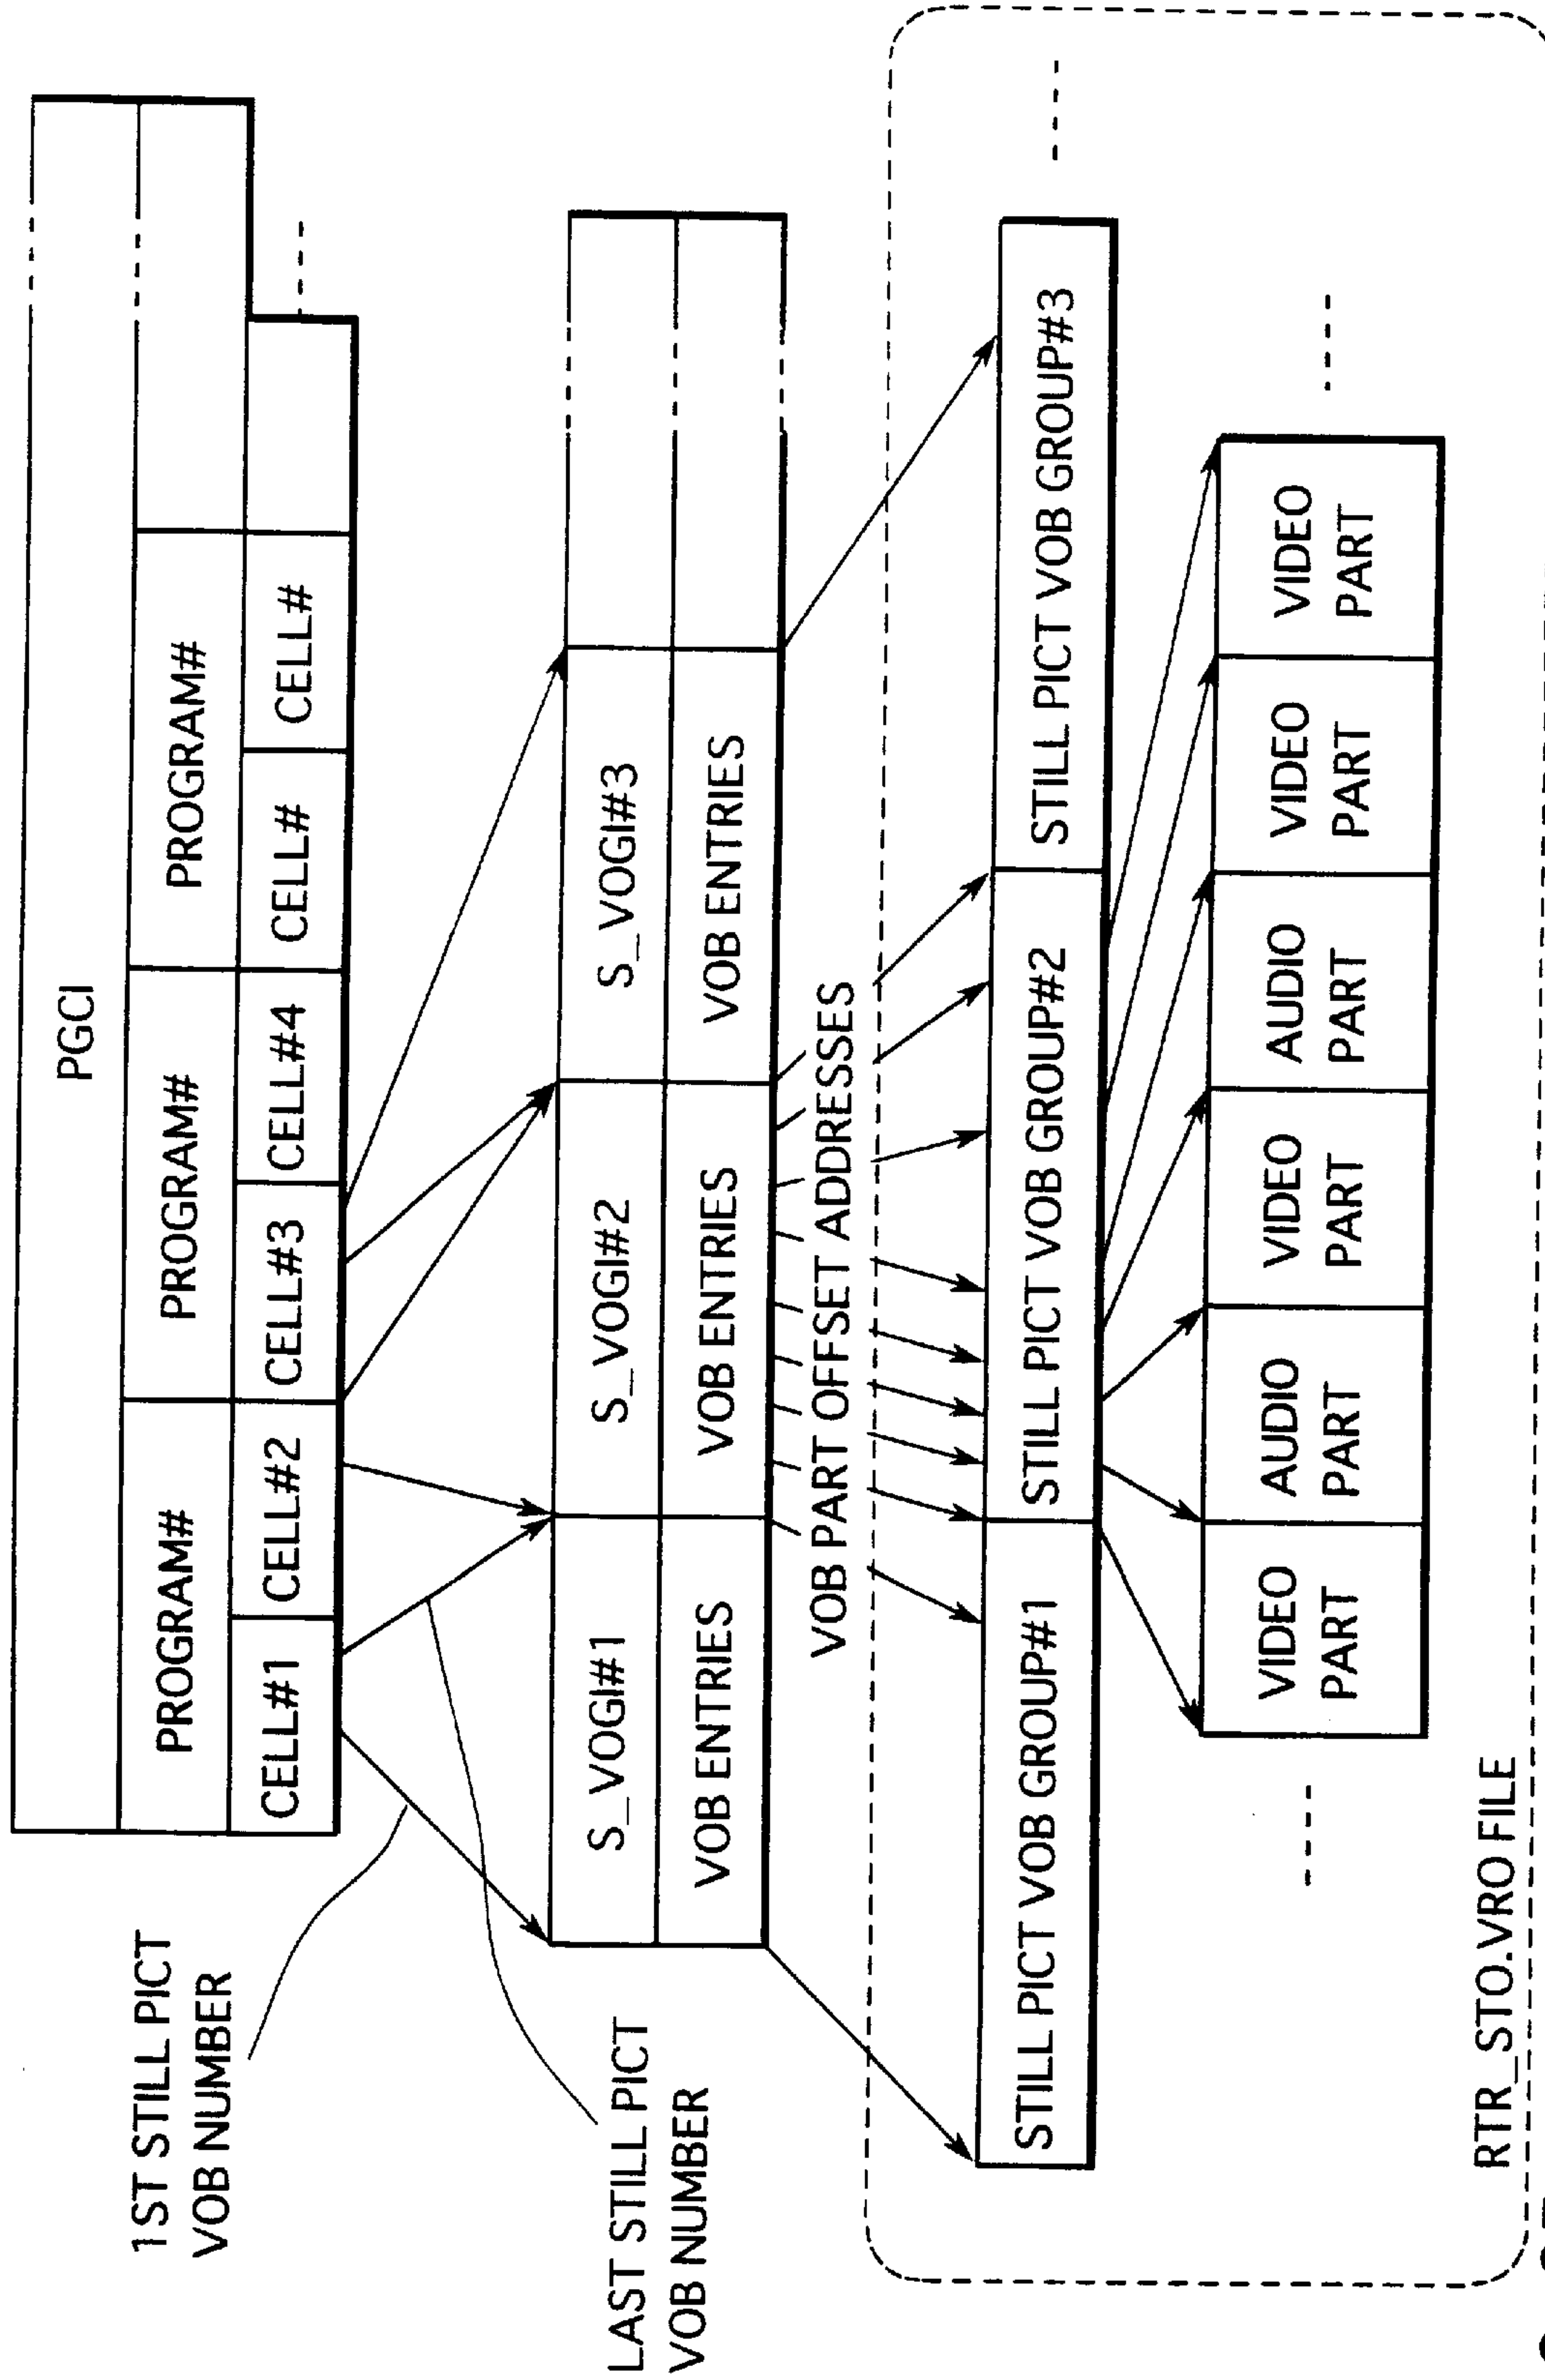 PGCI
PROGRAM# PROGRAM# PROGRAM#
CELL#1 CELL#2 CELL#3 CELL#4 CELL# CELL#
1ST STILL PICT
VOB NUMBER
LAST STILL PICT
VOB NUMBER
S_VOGI#1 S_VOGI#2 S_VOGI#3
VOB ENTRIES VOB ENTRIES VOB ENTRIES
VOB PART OFFSET ADDRESSES
STILL PICT VOB GROUP#1 STILL PICT VOB GROUP#2 STILL PICT VOB GROUP#3
VIDEO
PART
AUDIO
PART
VIDEO
PART
AUDIO
PART
VIDEO
PART
VIDEO
PART
RTR_STO.VRO FILE